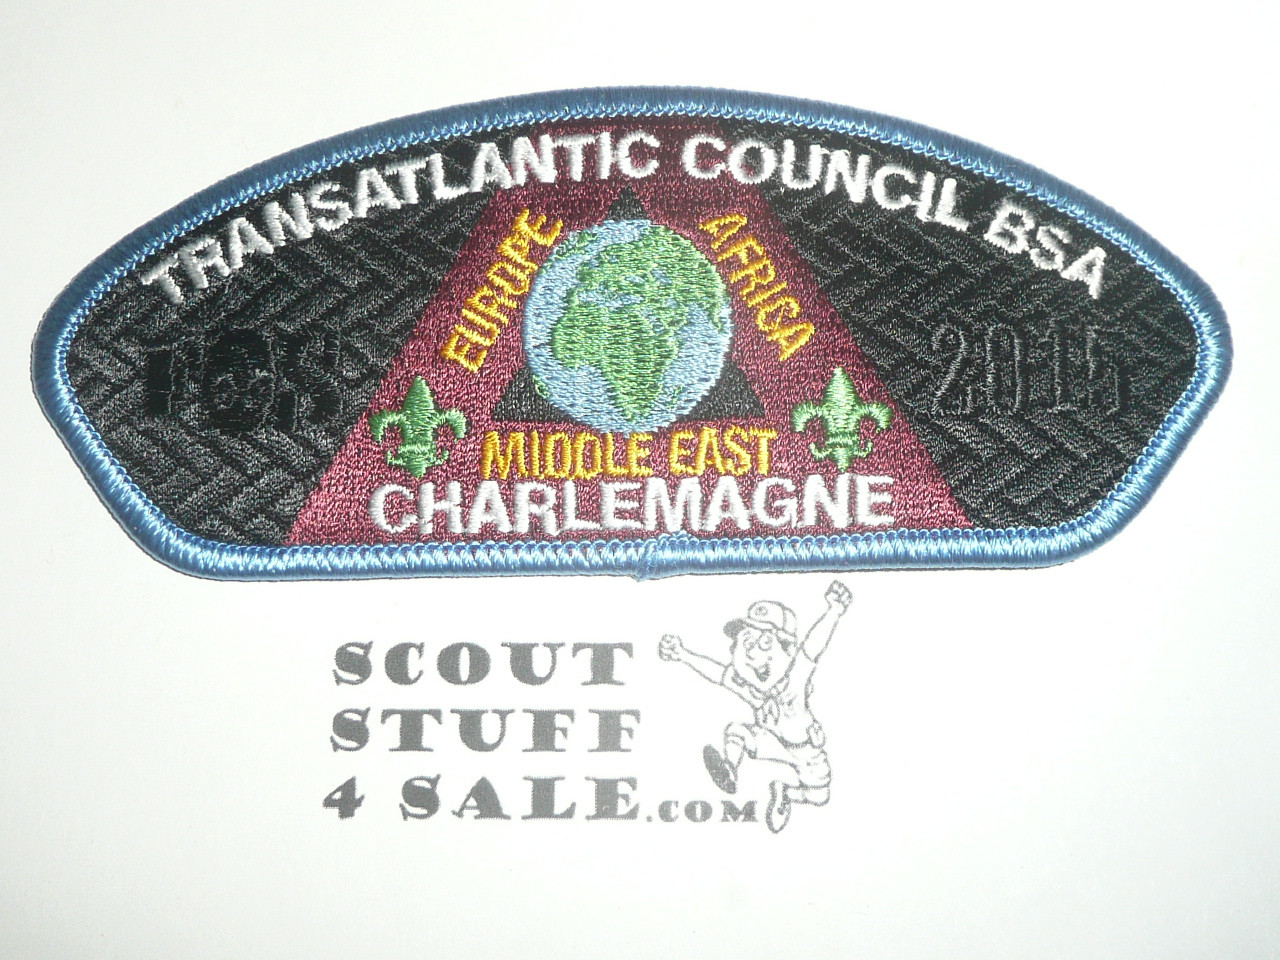 TRANSATLANTIC COUNCIL BSA
EUROPE
AFRICA
2015
MIDDLE EAST
CHARLEMAGNE
SCOUT
STUFF
4 SALE.COM